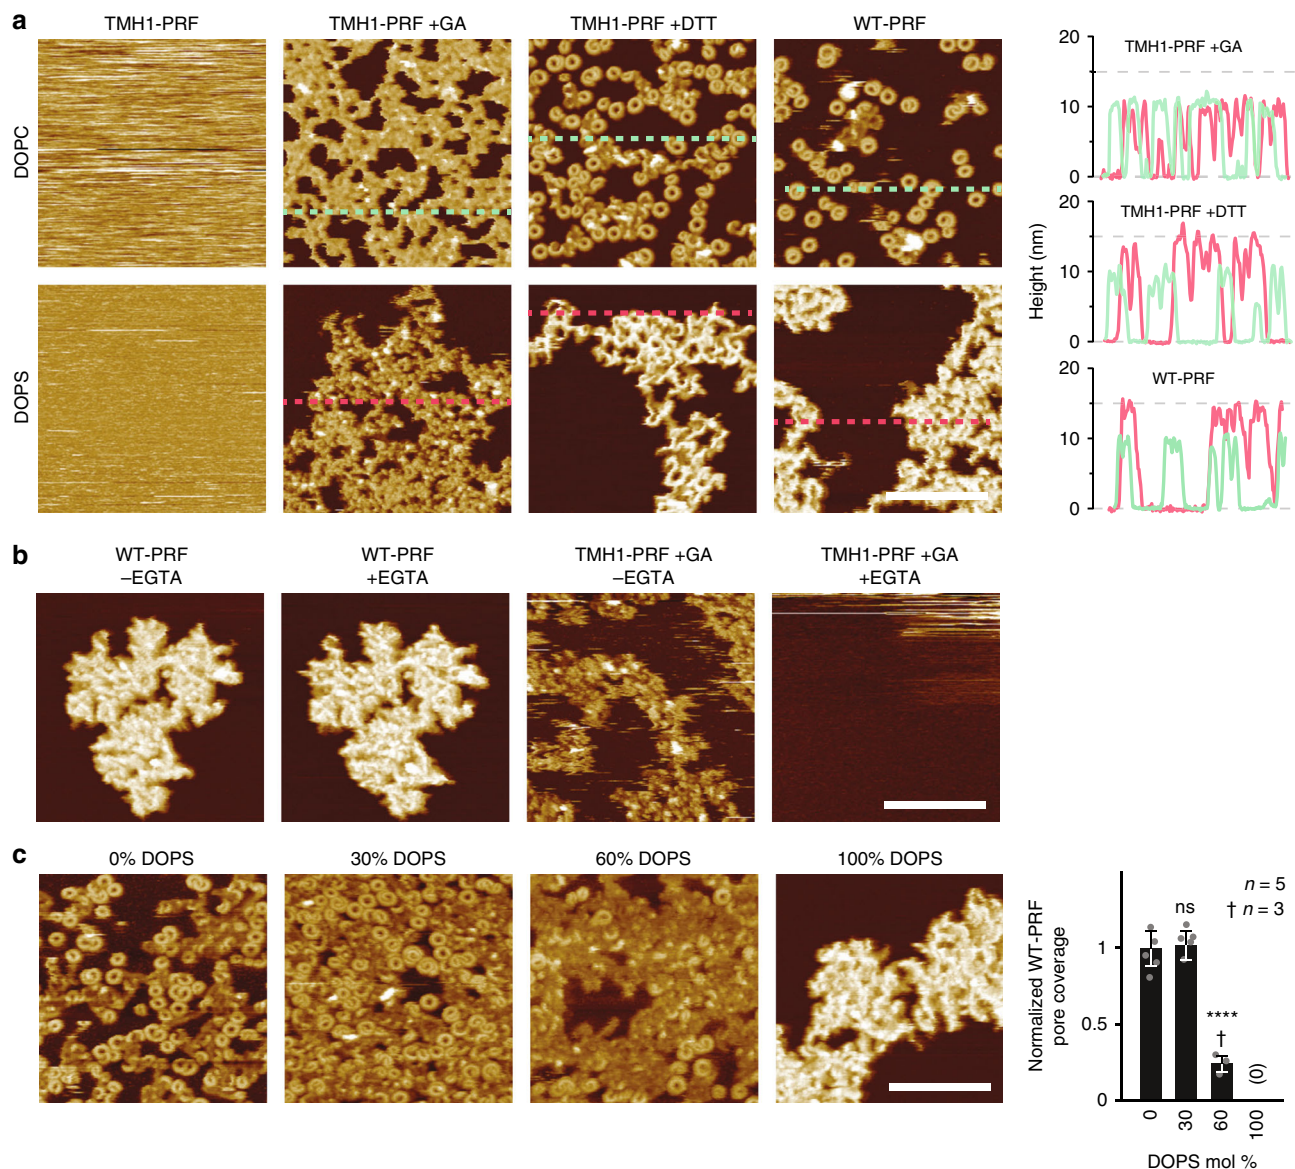 a
TMH1-PRF
TMH1-PRF +GA
TMH1-PRF +DTT
WT-PRF
DOPC
DOPS
20
TMH1-PRF +GA
10
0
20
TMH1-PRF +DTT
10
0
20
WT-PRF
10
0
Height (nm)
b
WT-PRF
–EGTA
WT-PRF
+EGTA
TMH1-PRF +GA
–EGTA
TMH1-PRF +GA
+EGTA
c
0% DOPS
30% DOPS
60% DOPS
100% DOPS
n = 5
† n = 3
ns
****
†
(0)
1
0.5
0
Normalized WT-PRF
pore coverage
0
30
60
100
DOPS mol %